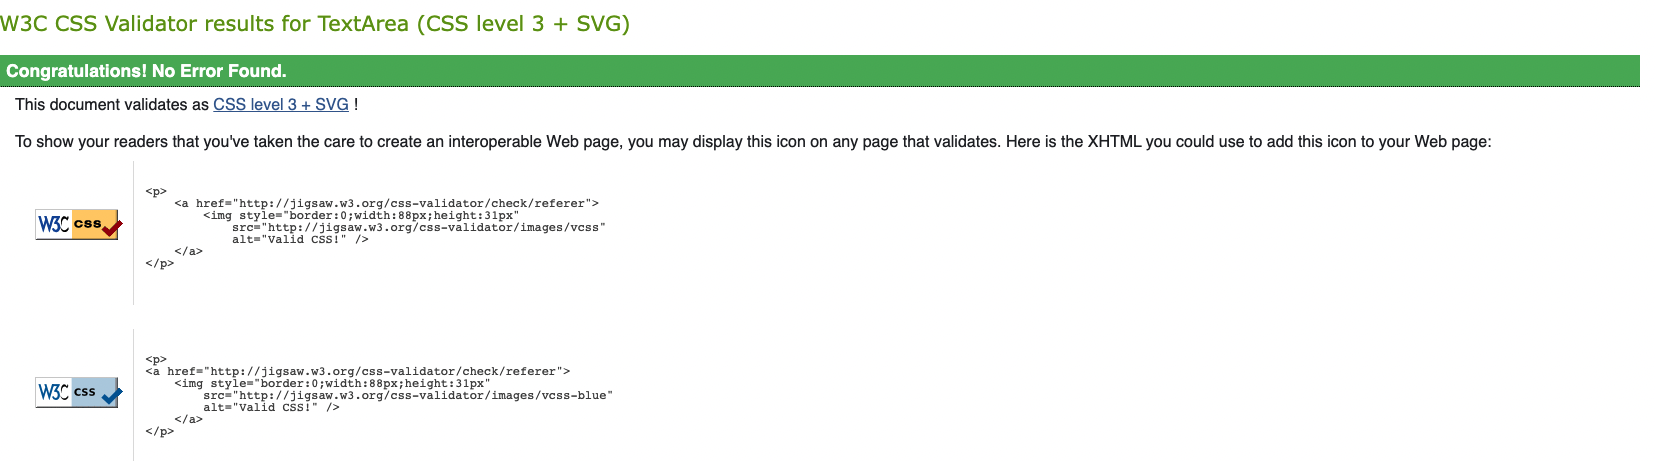 W3C CSS Validator results for TextArea (CSS level 3 + SVG)
Congratulations! No Error Found.
This document validates as CSS level 3 + SVG !
To show your readers that you've taken the care to create an interoperable Web page, you may display this icon on any page that validates. Here is the XHTML you could use to add this icon to your Web page:
W3C css
<p>
    <a href="http://jigsaw.w3.org/css-validator/check/referer">
        <img style="border:0;width:88px;height:31px"
            src="http://jigsaw.w3.org/css-validator/images/vcss"
            alt="Valid CSS!" />
    </a>
</p>
W3C css
<p>
<a href="http://jigsaw.w3.org/css-validator/check/referer">
    <img style="border:0;width:88px;height:31px"
        src="http://jigsaw.w3.org/css-validator/images/vcss-blue"
        alt="Valid CSS!" />
    </a>
</p>